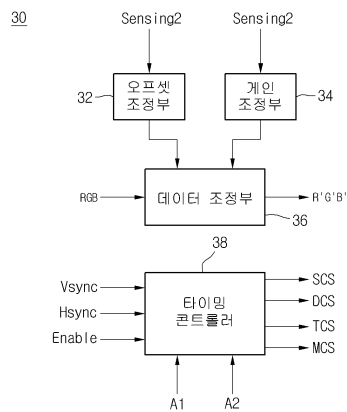 30
Sensing2
Sensing2
오프셋
조정부
32
게인
조정부
34
RGB
데이터 조정부
R'G'B'
36
38
Vsync
Hsync
Enable
타이밍
콘트롤러
SCS
DCS
TCS
MCS
A1
A2